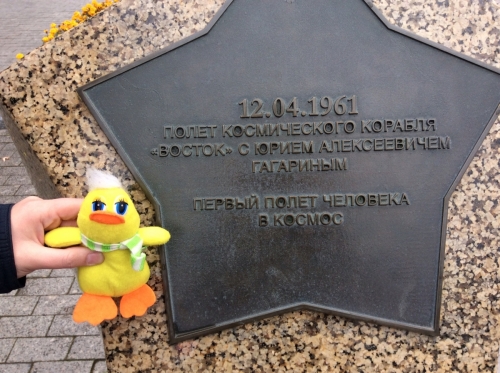 12.04.1961
ПОЛЕТ КОСМИЧЕСКОГО КОРАБЛЯ
«ВОСТОК» С ЮРИЕМ АЛЕКСЕЕВИЧЕМ
ГАГАРИНЫМ
ПЕРВЫЙ ПОЛЕТ ЧЕЛОВЕКА
В КОСМОС